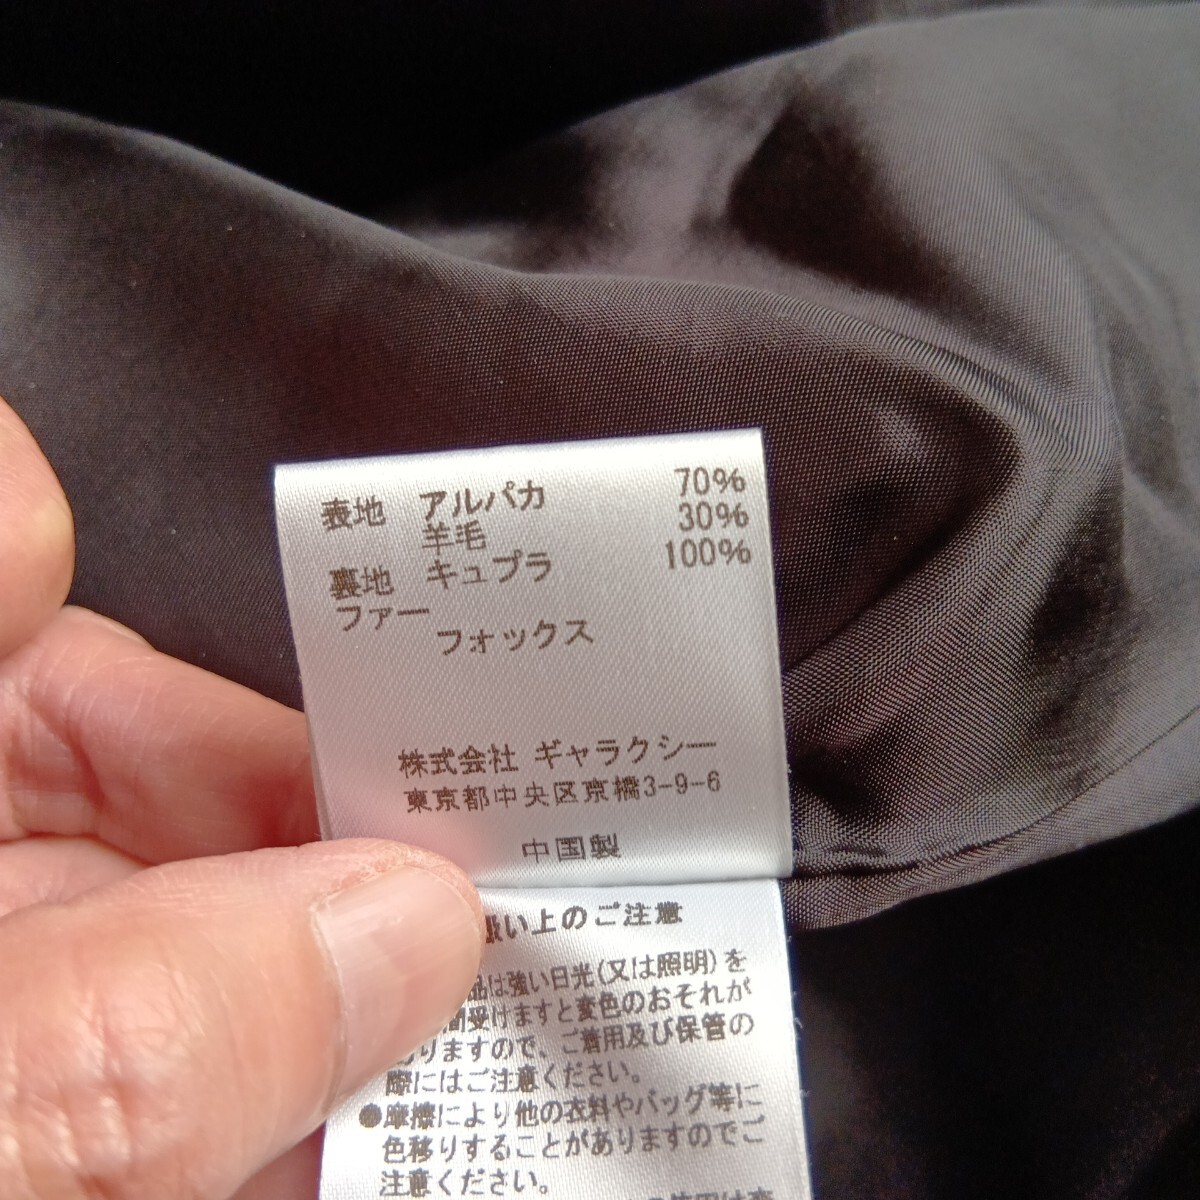 表地 アルパカ 70%
羊毛 30%
裏地 キュプラ 100%
ファー
フォックス
株式会社 ギャラクシー
東京都中央区京橋3-9-6
中国製
扱い上のご注意
品は強い日光(又は照明)を
間受けますと変色のおそれが
りますので、ご着用及び保管の
際にはご注意ください。
●摩擦により他の衣料やバッグ等に
色移りすることがありますのでご
注意ください。